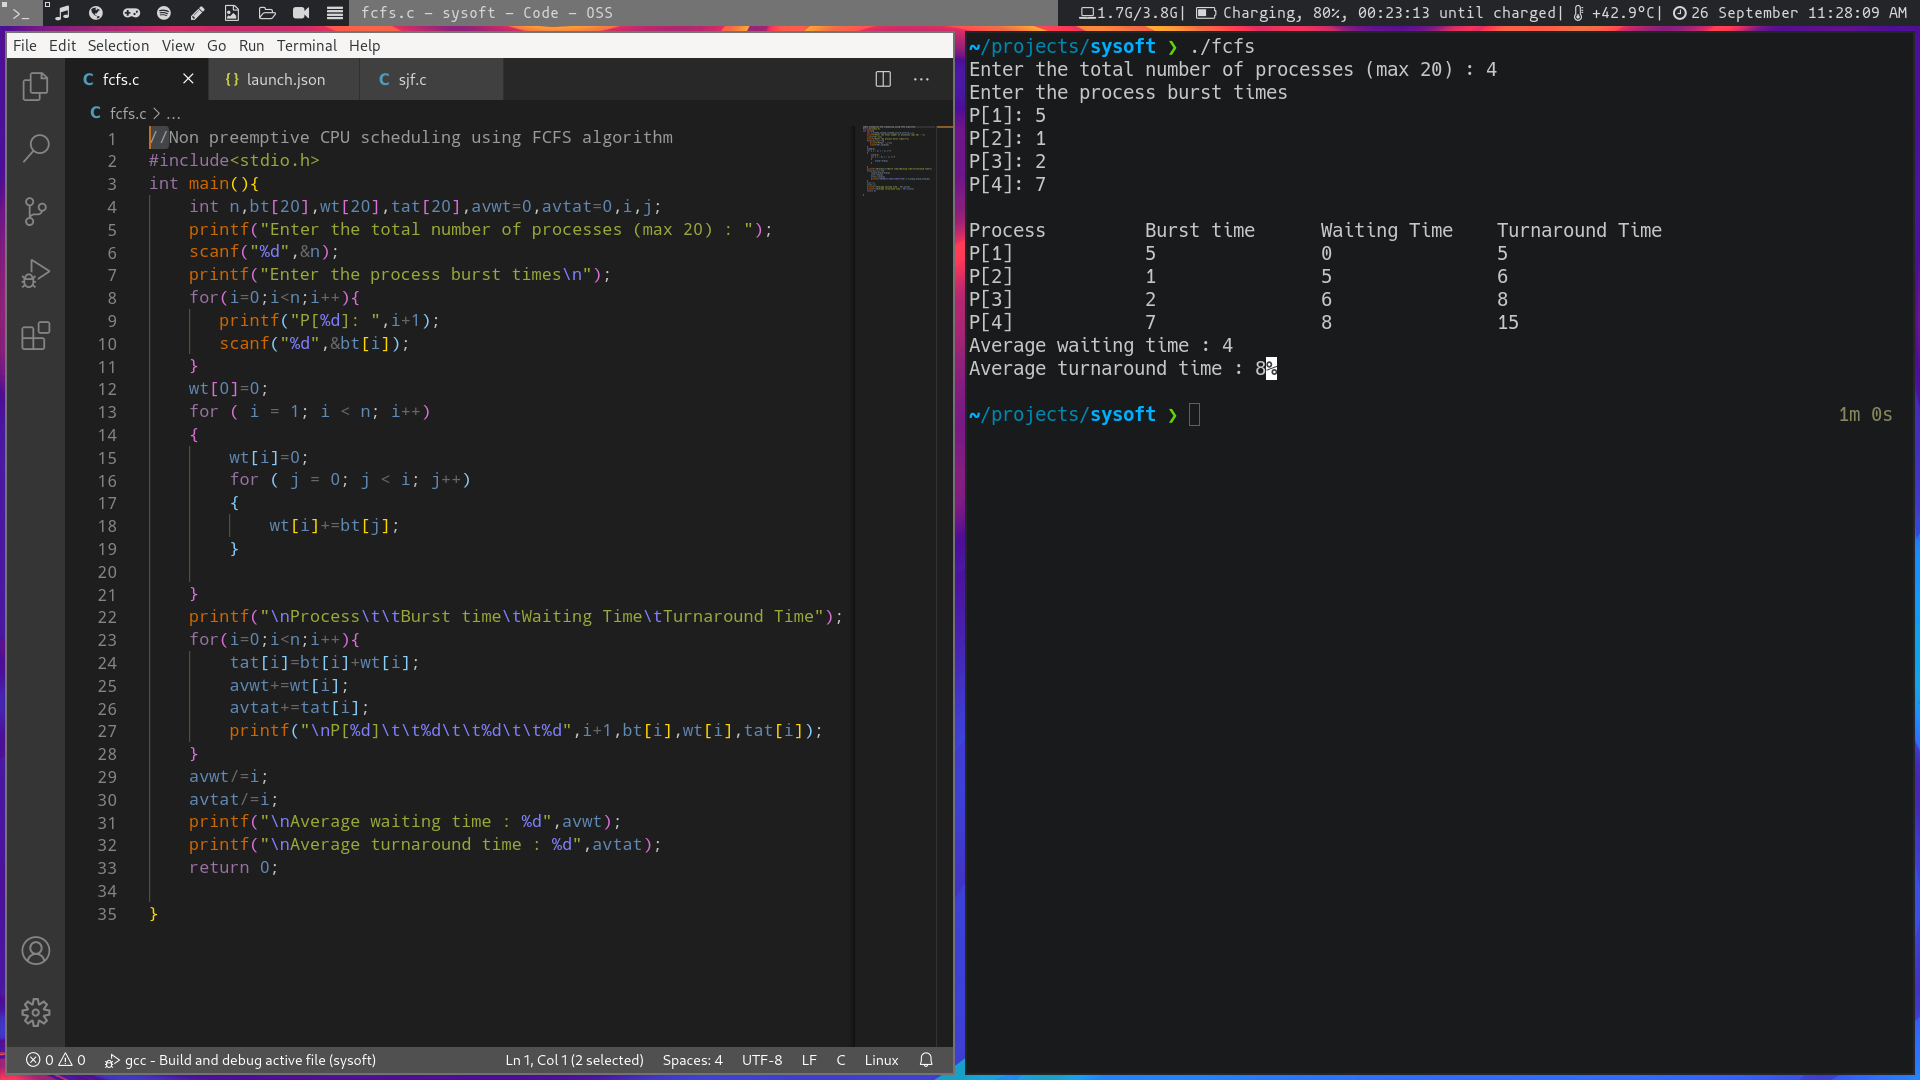 >_ fcfs.c – sysoft – Code – OSS 1.7G/3.8G| Charging, 80%, 00:23:13 until charged| +42.9°C| 26 September 11:28:09 AM
File Edit Selection View Go Run Terminal Help
C fcfs.c × {} launch.json C sjf.c ...
C fcfs.c > ...
1 //Non preemptive CPU scheduling using FCFS algorithm
2 #include<stdio.h>
3 int main(){
4 int n,bt[20],wt[20],tat[20],avwt=0,avtat=0,i,j;
5 printf("Enter the total number of processes (max 20) : ");
6 scanf("%d",&n);
7 printf("Enter the process burst times\n");
8 for(i=0;i<n;i++){
9 printf("P[%d]: ",i+1);
10 scanf("%d",&bt[i]);
11 }
12 wt[0]=0;
13 for ( i = 1; i < n; i++)
14 {
15 wt[i]=0;
16 for ( j = 0; j < i; j++)
17 {
18 wt[i]+=bt[j];
19 }
20
21 }
22 printf("\nProcess\t\tBurst time\tWaiting Time\tTurnaround Time");
23 for(i=0;i<n;i++){
24 tat[i]=bt[i]+wt[i];
25 avwt+=wt[i];
26 avtat+=tat[i];
27 printf("\nP[%d]\t\t%d\t\t%d\t\t%d",i+1,bt[i],wt[i],tat[i]);
28 }
29 avwt/=i;
30 avtat/=i;
31 printf("\nAverage waiting time : %d",avwt);
32 printf("\nAverage turnaround time : %d",avtat);
33 return 0;
34
35 }
0 0 gcc - Build and debug active file (sysoft) Ln 1, Col 1 (2 selected) Spaces: 4 UTF-8 LF C Linux
~/projects/sysoft ❯ ./fcfs
Enter the total number of processes (max 20) : 4
Enter the process burst times
P[1]: 5
P[2]: 1
P[3]: 2
P[4]: 7
Process Burst time Waiting Time Turnaround Time
P[1] 5 0 5
P[2] 1 5 6
P[3] 2 6 8
P[4] 7 8 15
Average waiting time : 4
Average turnaround time : 8%
~/projects/sysoft ❯ 1m 0s